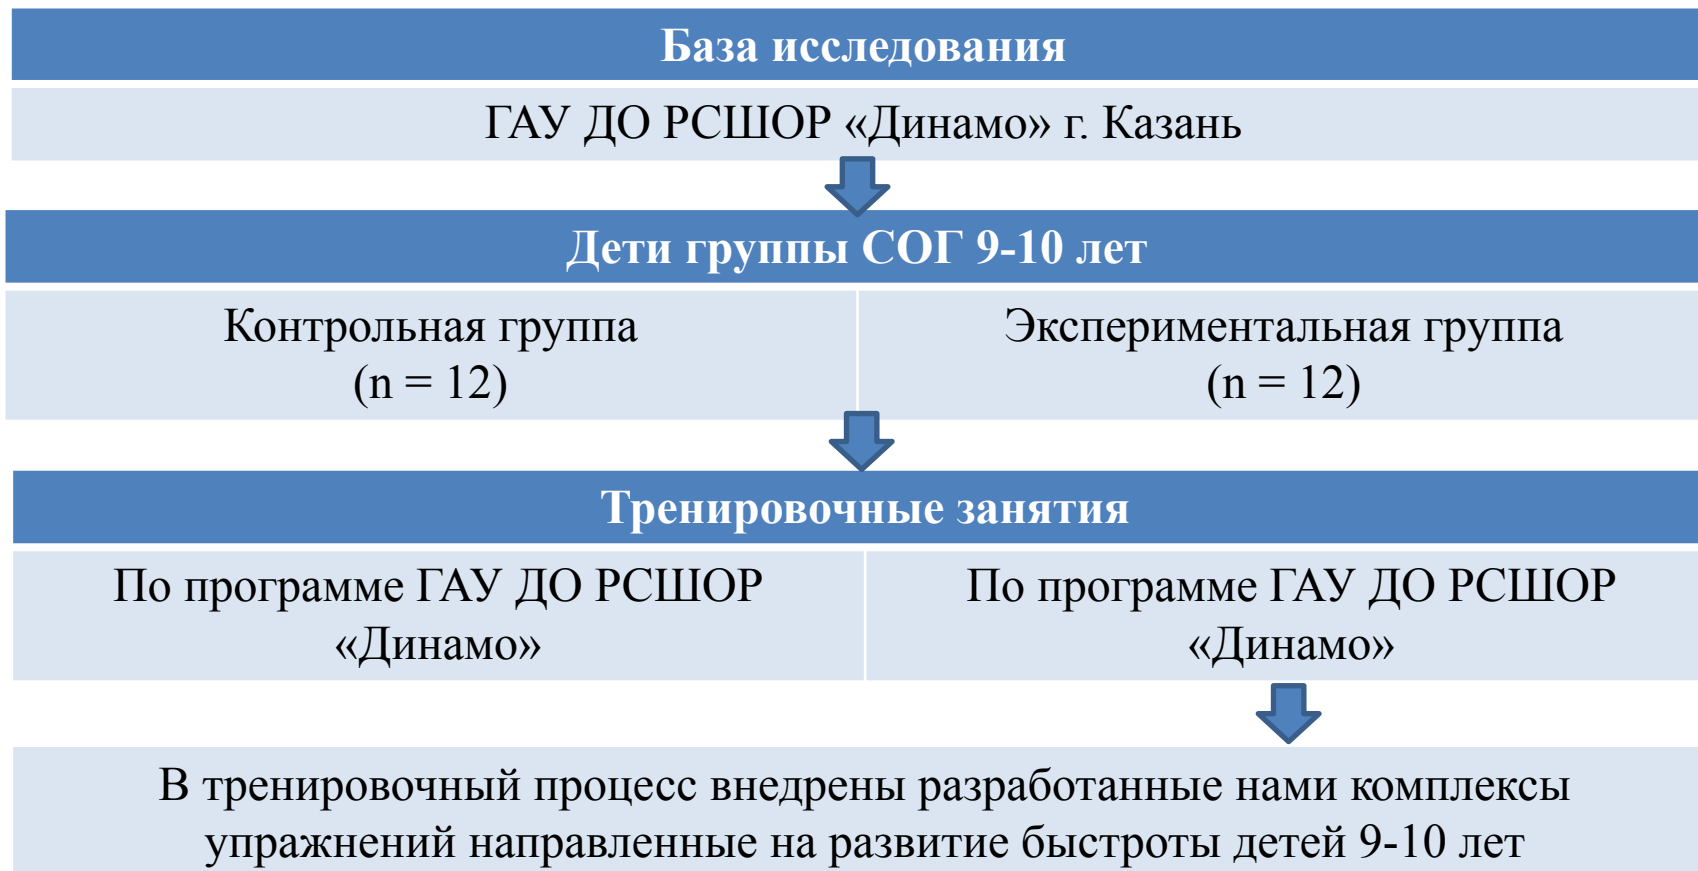 База исследования
ГАУ ДО РСШОР «Динамо» г. Казань
Дети группы СОГ 9-10 лет
Контрольная группа
(n = 12)
Экспериментальная группа
(n = 12)
Тренировочные занятия
По программе ГАУ ДО РСШОР
«Динамо»
По программе ГАУ ДО РСШОР
«Динамо»
В тренировочный процесс внедрены разработанные нами комплексы
упражнений направленные на развитие быстроты детей 9-10 лет